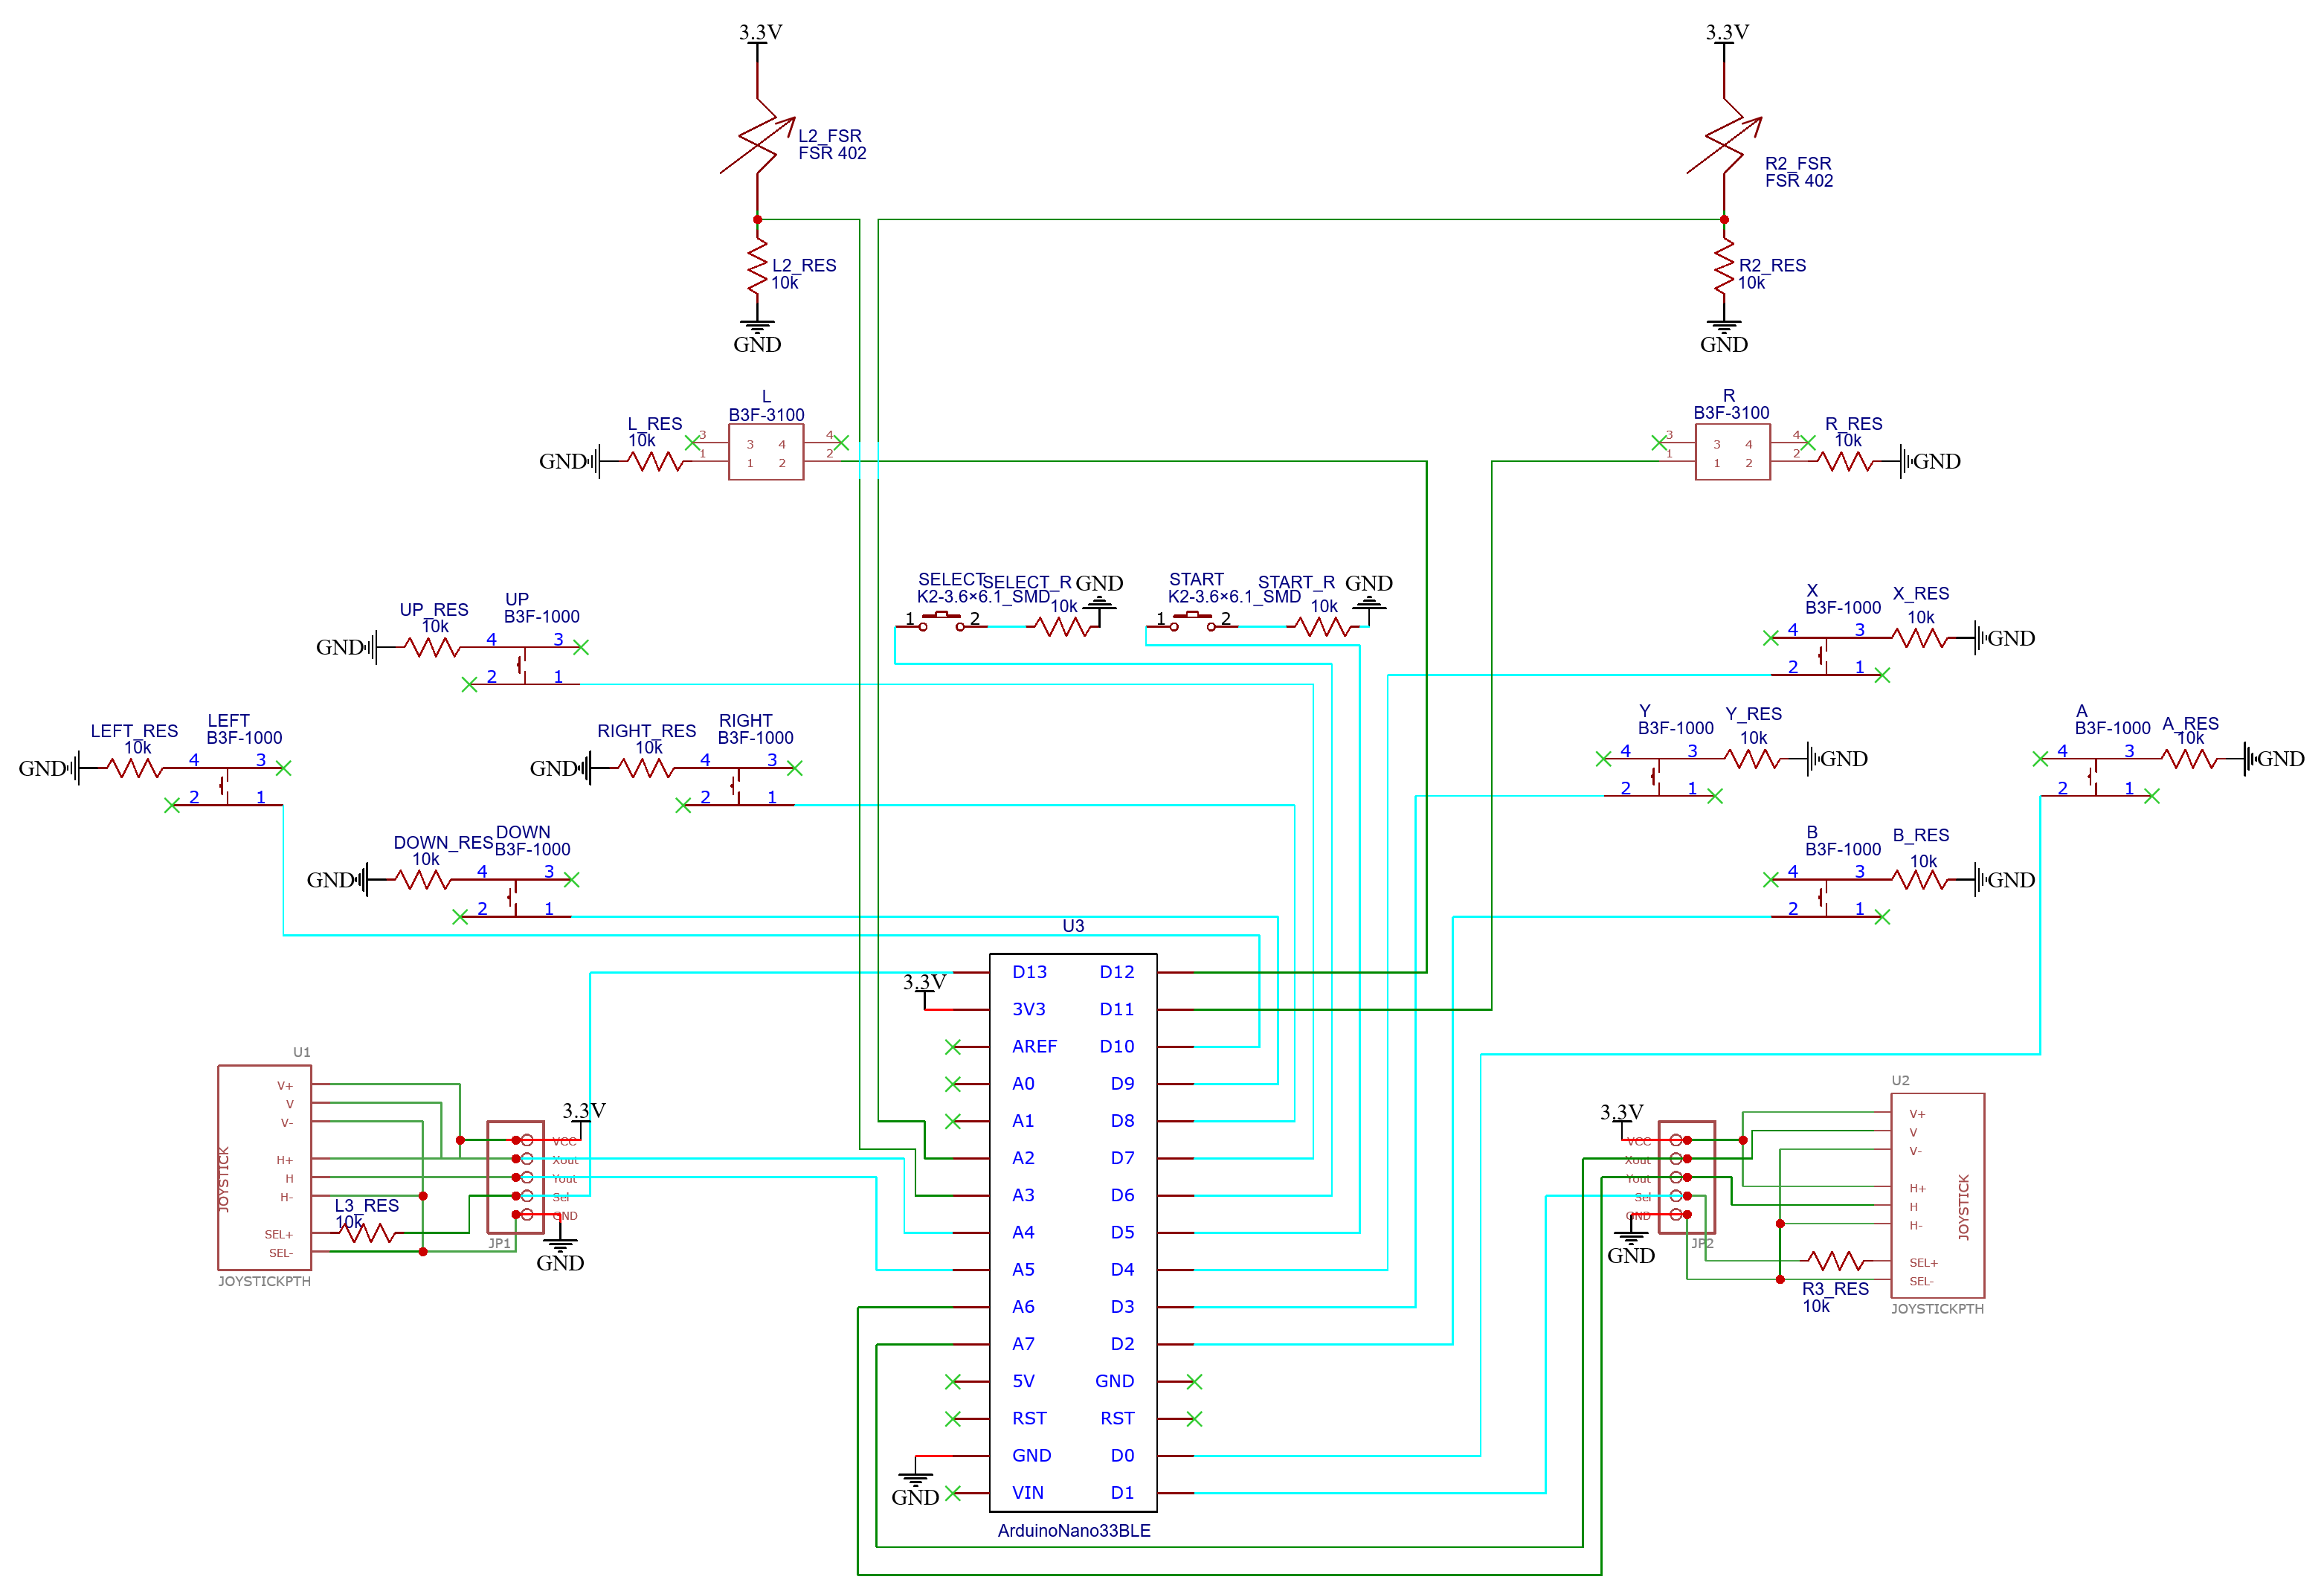 3.3V
3.3V
L2_FSR
FSR 402
R2_FSR
FSR 402
L2_RES
10k
R2_RES
10k
GND
GND
L
B3F-3100
L_RES
10k
GND
3
1
3 4
1 2
4
2
R
B3F-3100
R_RES
10k
3
1
3 4
1 2
4
2
GND
SELECT
K2-3.6×6.1_SMD
SELECT_R
10k
GND
1 2
START
K2-3.6×6.1_SMD
START_R
10k
GND
1 2
UP_RES
10k
UP
B3F-1000
GND
4 3
2 1
X
B3F-1000
X_RES
10k
4 3
GND
2 1
LEFT_RES
10k
LEFT
B3F-1000
GND
4 3
2 1
RIGHT_RES
10k
RIGHT
B3F-1000
GND
4 3
2 1
Y
B3F-1000
Y_RES
10k
4 3
GND
2 1
A
B3F-1000
A_RES
10k
4 3
GND
2 1
DOWN_RES
10k
DOWN
B3F-1000
GND
4 3
2 1
B
B3F-1000
B_RES
10k
4 3
GND
2 1
U3
3.3V
D13 D12
3V3 D11
AREF D10
A0 D9
A1 D8
A2 D7
A3 D6
A4 D5
A5 D4
A6 D3
A7 D2
5V GND
RST RST
GND D0
VIN D1
GND
ArduinoNano33BLE
U1
JOYSTICK
V+
V
V-
H+
H
H-
SEL+
SEL-
JOYSTICKPTH
L3_RES
10k
3.3V
VCC
Xout
Yout
Sel
GND
JP1
GND
3.3V
VCC
Xout
Yout
Sel
GND
JP2
GND
U2
V+
V
V-
H+
H
H-
SEL+
SEL-
JOYSTICK
JOYSTICKPTH
R3_RES
10k